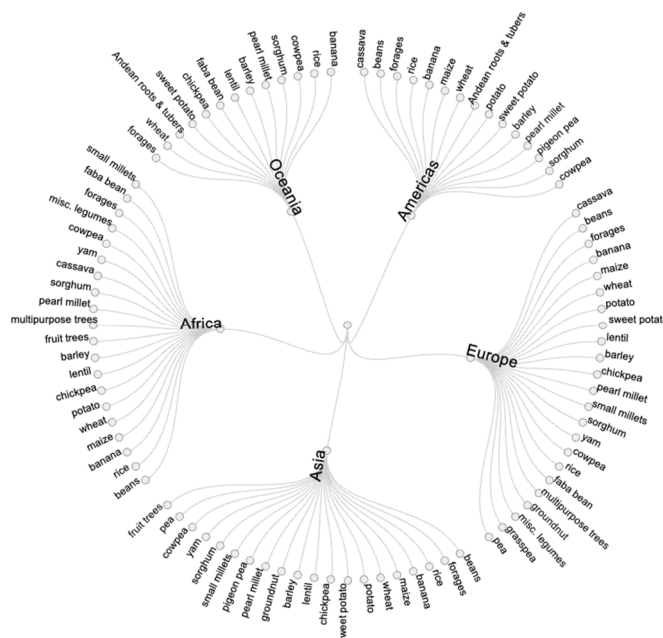 Oceania
forages
wheat
Andean roots & tubers
sweet potato
chickpea
faba bean
lentil
barley
pearl millet
sorghum
cowpea
rice
banana
Americas
cassava
beans
forages
rice
banana
maize
wheat
Andean roots & tubers
potato
sweet potato
barley
pearl millet
pigeon pea
sorghum
cowpea
Europe
cassava
beans
forages
banana
maize
wheat
potato
sweet potat
lentil
barley
chickpea
pearl millet
small millets
sorghum
yam
cowpea
rice
faba bean
multipurpose trees
groundnut
misc. legumes
grasspea
pea
Asia
beans
forages
rice
banana
maize
wheat
potato
weet potato
chickpea
lentil
barley
groundnut
pearl millet
pigeon pea
small millets
sorghum
yam
cowpea
pea
fruit trees
Africa
beans
rice
banana
maize
wheat
potato
chickpea
lentil
barley
fruit trees
multipurpose trees
pearl millet
sorghum
cassava
yam
cowpea
misc. legumes
forages
faba bean
small millets